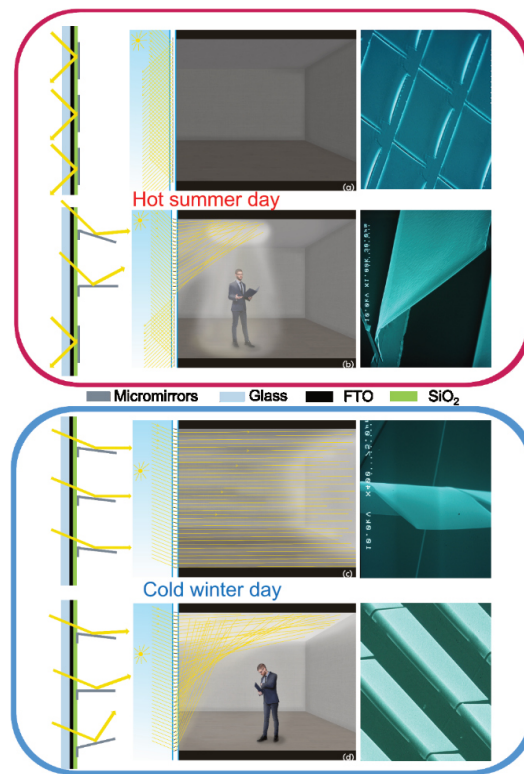 (a)
Hot summer day
(b)
Micromirrors Glass FTO SiO₂
(c)
Cold winter day
(d)